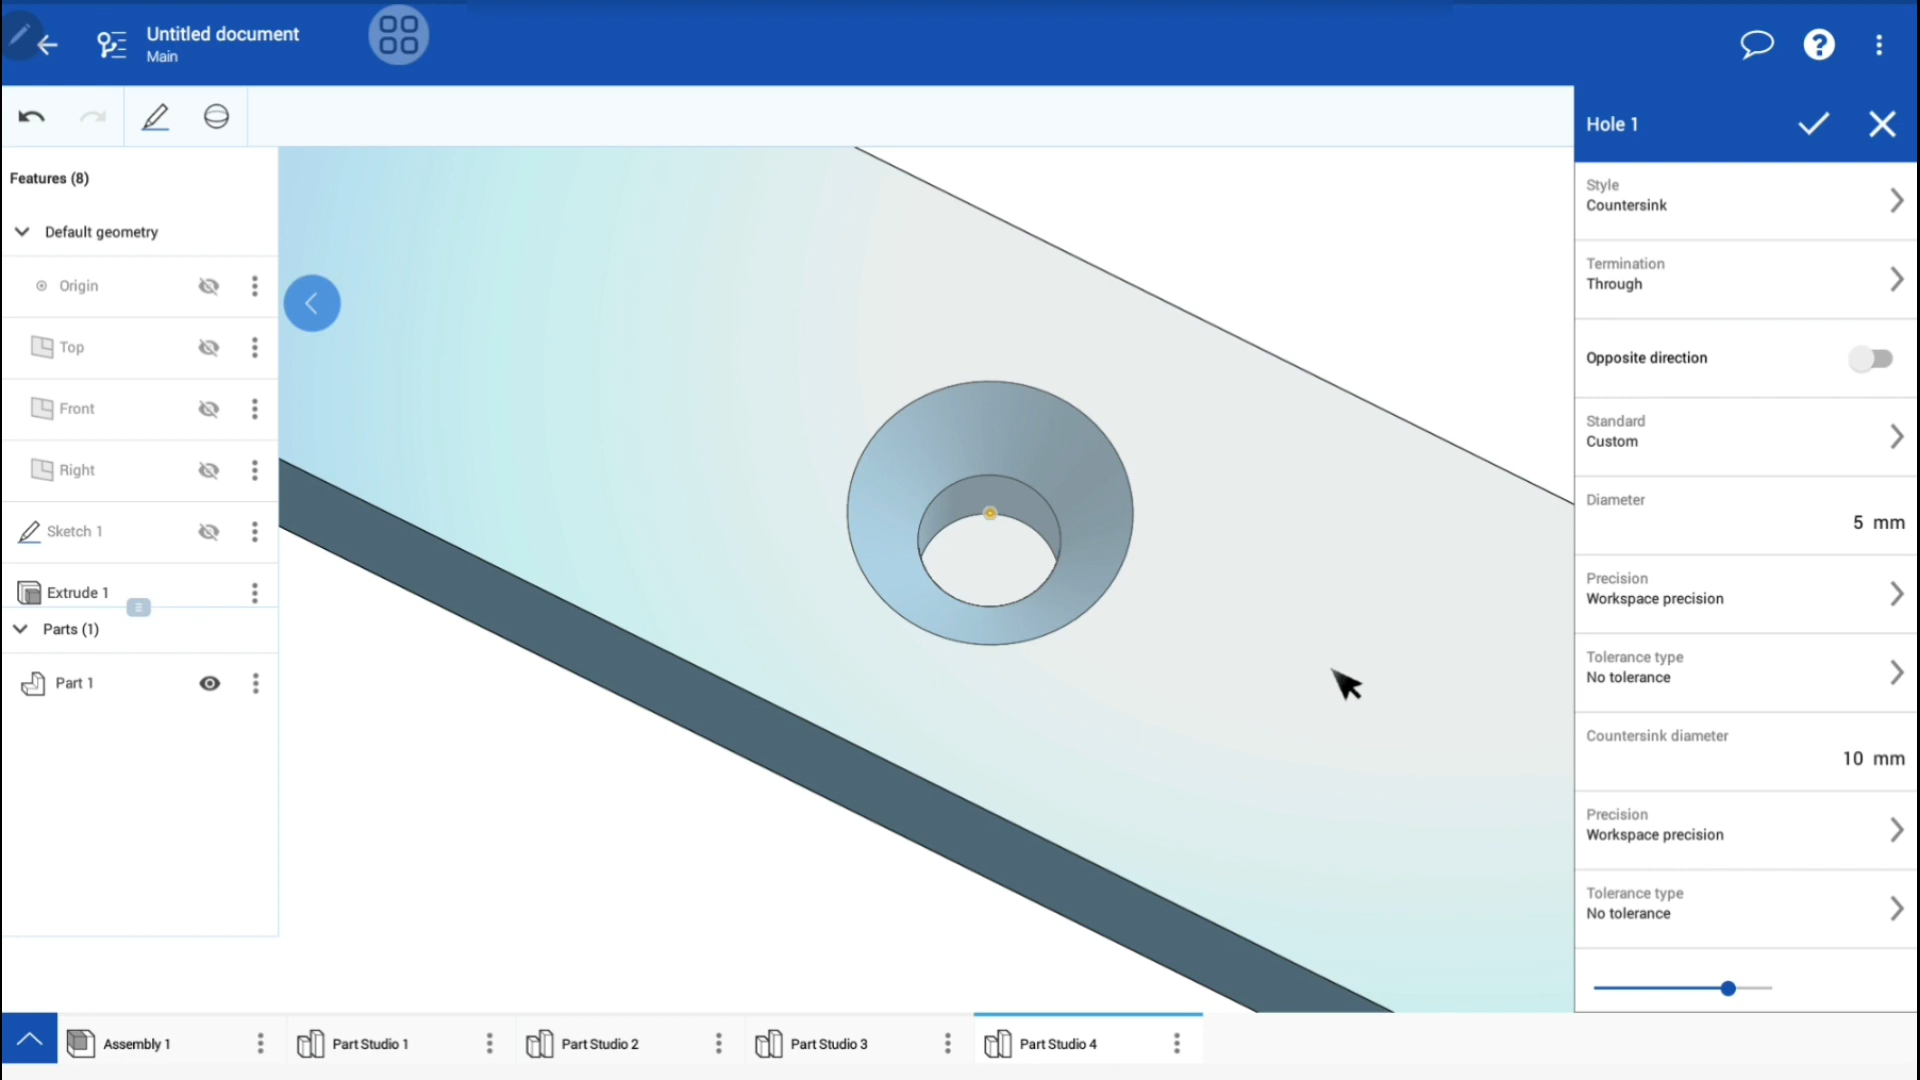 Untitled document
Main
Hole 1
Features (8)
Default geometry
Origin
Top
Front
Right
Sketch 1
Extrude 1
Parts (1)
Part 1
Style
Countersink
Termination
Through
Opposite direction
Standard
Custom
Diameter
5 mm
Precision
Workspace precision
Tolerance type
No tolerance
Countersink diameter
10 mm
Precision
Workspace precision
Tolerance type
No tolerance
Assembly 1
Part Studio 1
Part Studio 2
Part Studio 3
Part Studio 4